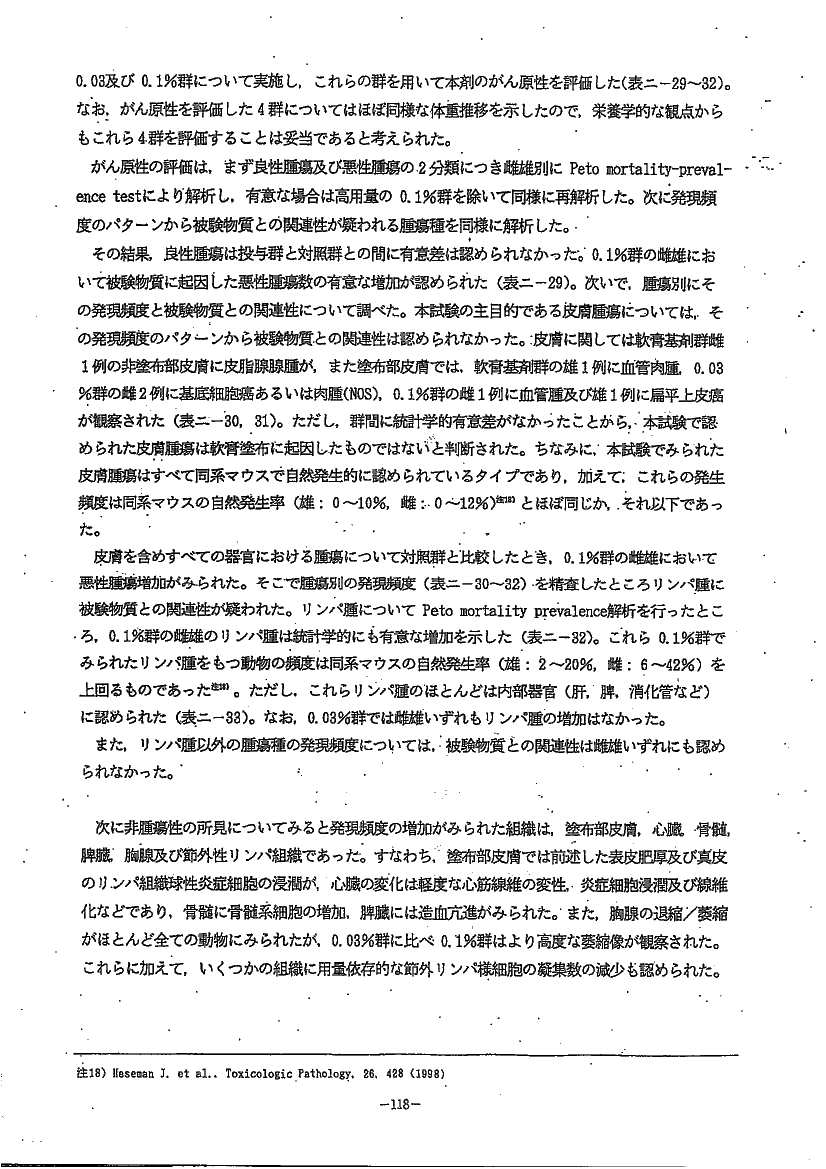 0.03及び 0.1%群について実施し，これらの群を用いて本剤のがん原性を評価した(表ニ－29～32)。
なお，がん原性を評価した４群についてはほぼ同様な体重推移を示したので，栄養学的な観点から
もこれら４群を評価することは妥当であると考えられた。
がん原性の評価は，まず良性腫瘍及び悪性腫瘍の２分類につき雌雄別に Peto mortality-preval-
ence testにより解析し，有意な場合は高用量の 0.1%群を除いて同様に再解析した。次に発現頻
度のパターンから被験物質との関連性が疑われる腫瘍種を同様に解析した。
その結果，良性腫瘍は投与群と対照群との間に有意差は認められなかった。0.1%群の雌雄にお
いて被験物質に起因した悪性腫瘍数の有意な増加が認められた（表ニ－29）。次いで，腫瘍別にそ
の発現頻度と被験物質との関連性について調べた。本試験の主目的である皮膚腫瘍については，そ
の発現頻度のパターンから被験物質との関連性は認められなかった。皮膚に関しては軟膏基剤群雌
１例の非塗布部皮膚に皮脂腺腺腫が，また塗布部皮膚では，軟膏基剤群の雄１例に血管肉腫，0.03
%群の雌２例に基底細胞癌あるいは肉腫(NOS)，0.1%群の雌１例に血管腫及び雄１例に扁平上皮癌
が観察された（表ニ－30，31）。ただし，群間に統計学的有意差がなかったことから，本試験で認
められた皮膚腫瘍は軟膏塗布に起因したものではないと判断された。ちなみに，本試験でみられた
皮膚腫瘍はすべて同系マウスで自然発生的に認められているタイプであり，加えて，これらの発生
頻度は同系マウスの自然発生率（雄：０～10%，雌：０～12%）注18) とほぼ同じか，それ以下であっ
た。
皮膚を含めすべての器官における腫瘍について対照群と比較したとき，0.1%群の雌雄において
悪性腫瘍増加がみられた。そこで腫瘍別の発現頻度（表ニ－30～32）を精査したところリンパ腫に
被験物質との関連性が疑われた。リンパ腫について Peto mortality prevalence解析を行ったとこ
ろ，0.1%群の雌雄のリンパ腫は統計学的にも有意な増加を示した（表ニ－32）。これら 0.1%群で
みられたリンパ腫をもつ動物の頻度は同系マウスの自然発生率（雄：２～20%，雌：６～42%）を
上回るものであった注18)。ただし，これらリンパ腫のほとんどは内部器官（肝，脾，消化管など）
に認められた（表ニ－33）。なお，0.03%群では雌雄いずれもリンパ腫の増加はなかった。
また，リンパ腫以外の腫瘍種の発現頻度については，被験物質との関連性は雌雄いずれにも認め
られなかった。
次に非腫瘍性の所見についてみると発現頻度の増加がみられた組織は，塗布部皮膚，心臓，骨髄，
脾臓，胸腺及び節外性リンパ組織であった。すなわち，塗布部皮膚では前述した表皮肥厚及び真皮
のリンパ組織球性炎症細胞の浸潤が，心臓の変化は軽度な心筋線維の変性，炎症細胞浸潤及び線維
化などであり，骨髄に骨髄系細胞の増加，脾臓には造血亢進がみられた。また，胸腺の退縮／萎縮
がほとんど全ての動物にみられたが，0.03%群に比べ 0.1%群はより高度な萎縮像が観察された。
これらに加えて，いくつかの組織に用量依存的な節外リンパ様細胞の凝集数の減少も認められた。
注18) Haseman J. et al., Toxicologic Pathology, 26, 428 (1998)
－118－